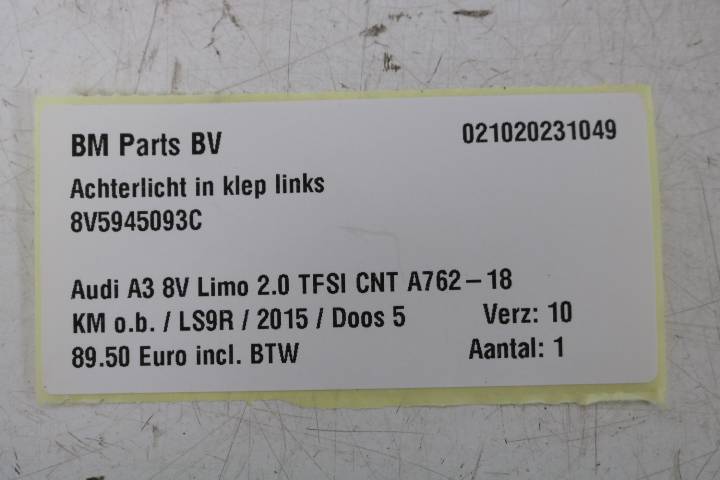 BM Parts BV 021020231049
Achterlicht in klep links
8V5945093C
Audi A3 8V Limo 2.0 TFSI CNT A762-18
KM o.b. / LS9R / 2015 / Doos 5 Verz: 10
89.50 Euro incl. BTW Aantal: 1